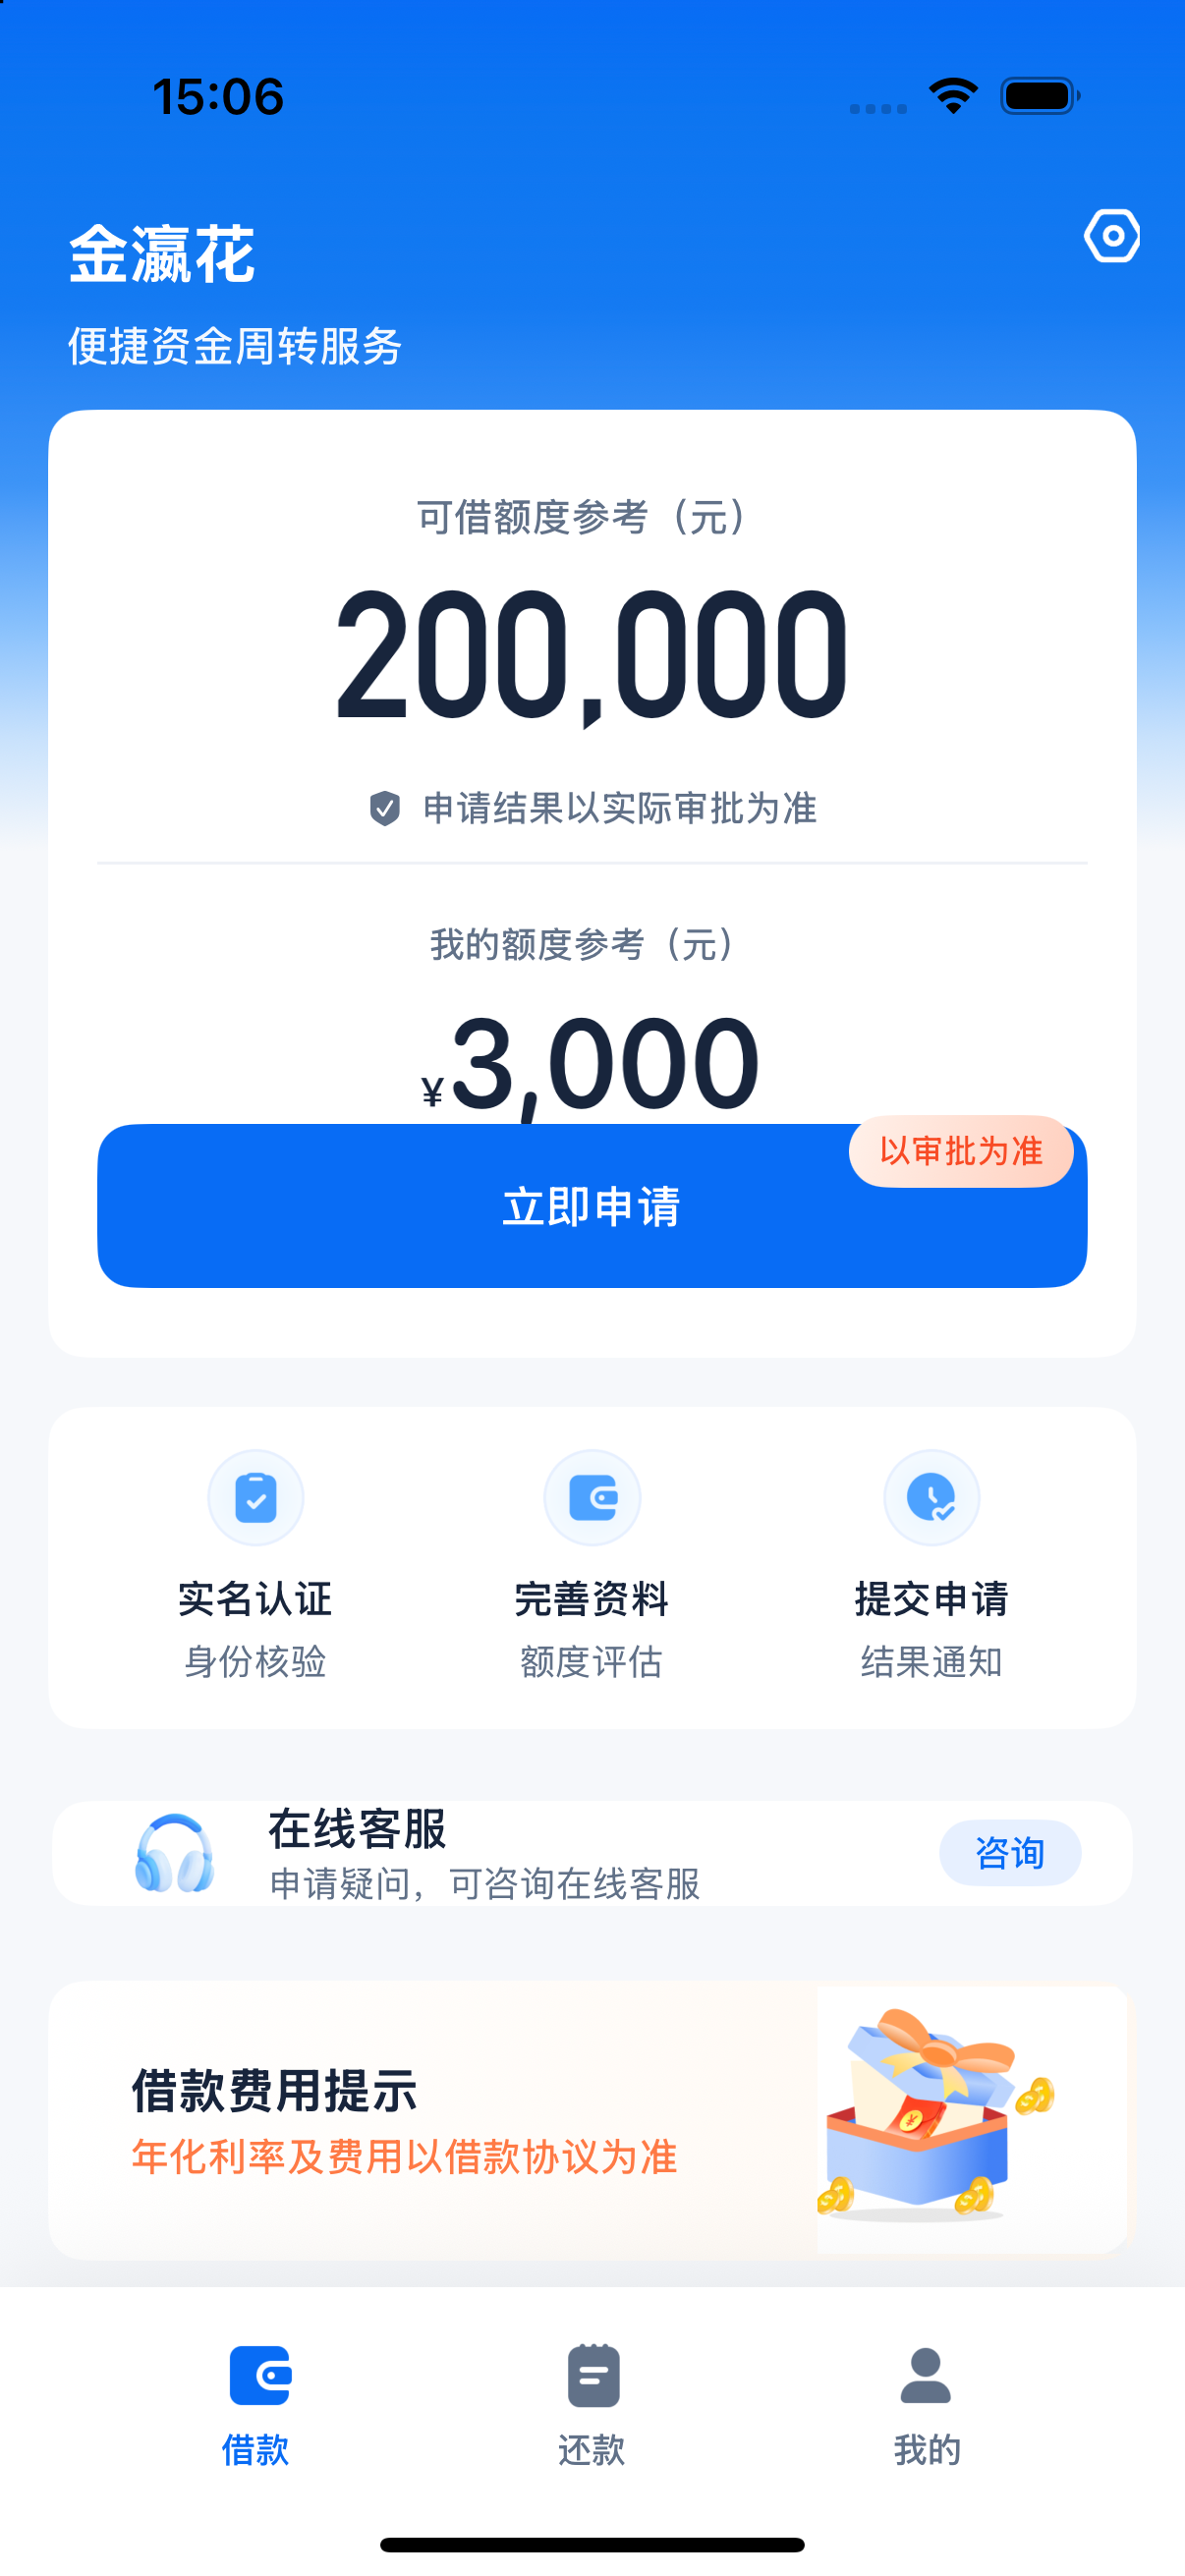 15:06
金瀛花
便捷资金周转服务
可借额度参考（元）
200,000
申请结果以实际审批为准
我的额度参考（元）
¥3,000
以审批为准
立即申请
实名认证
身份核验
完善资料
额度评估
提交申请
结果通知
在线客服
申请疑问，可咨询在线客服
咨询
借款费用提示
年化利率及费用以借款协议为准
借款
还款
我的